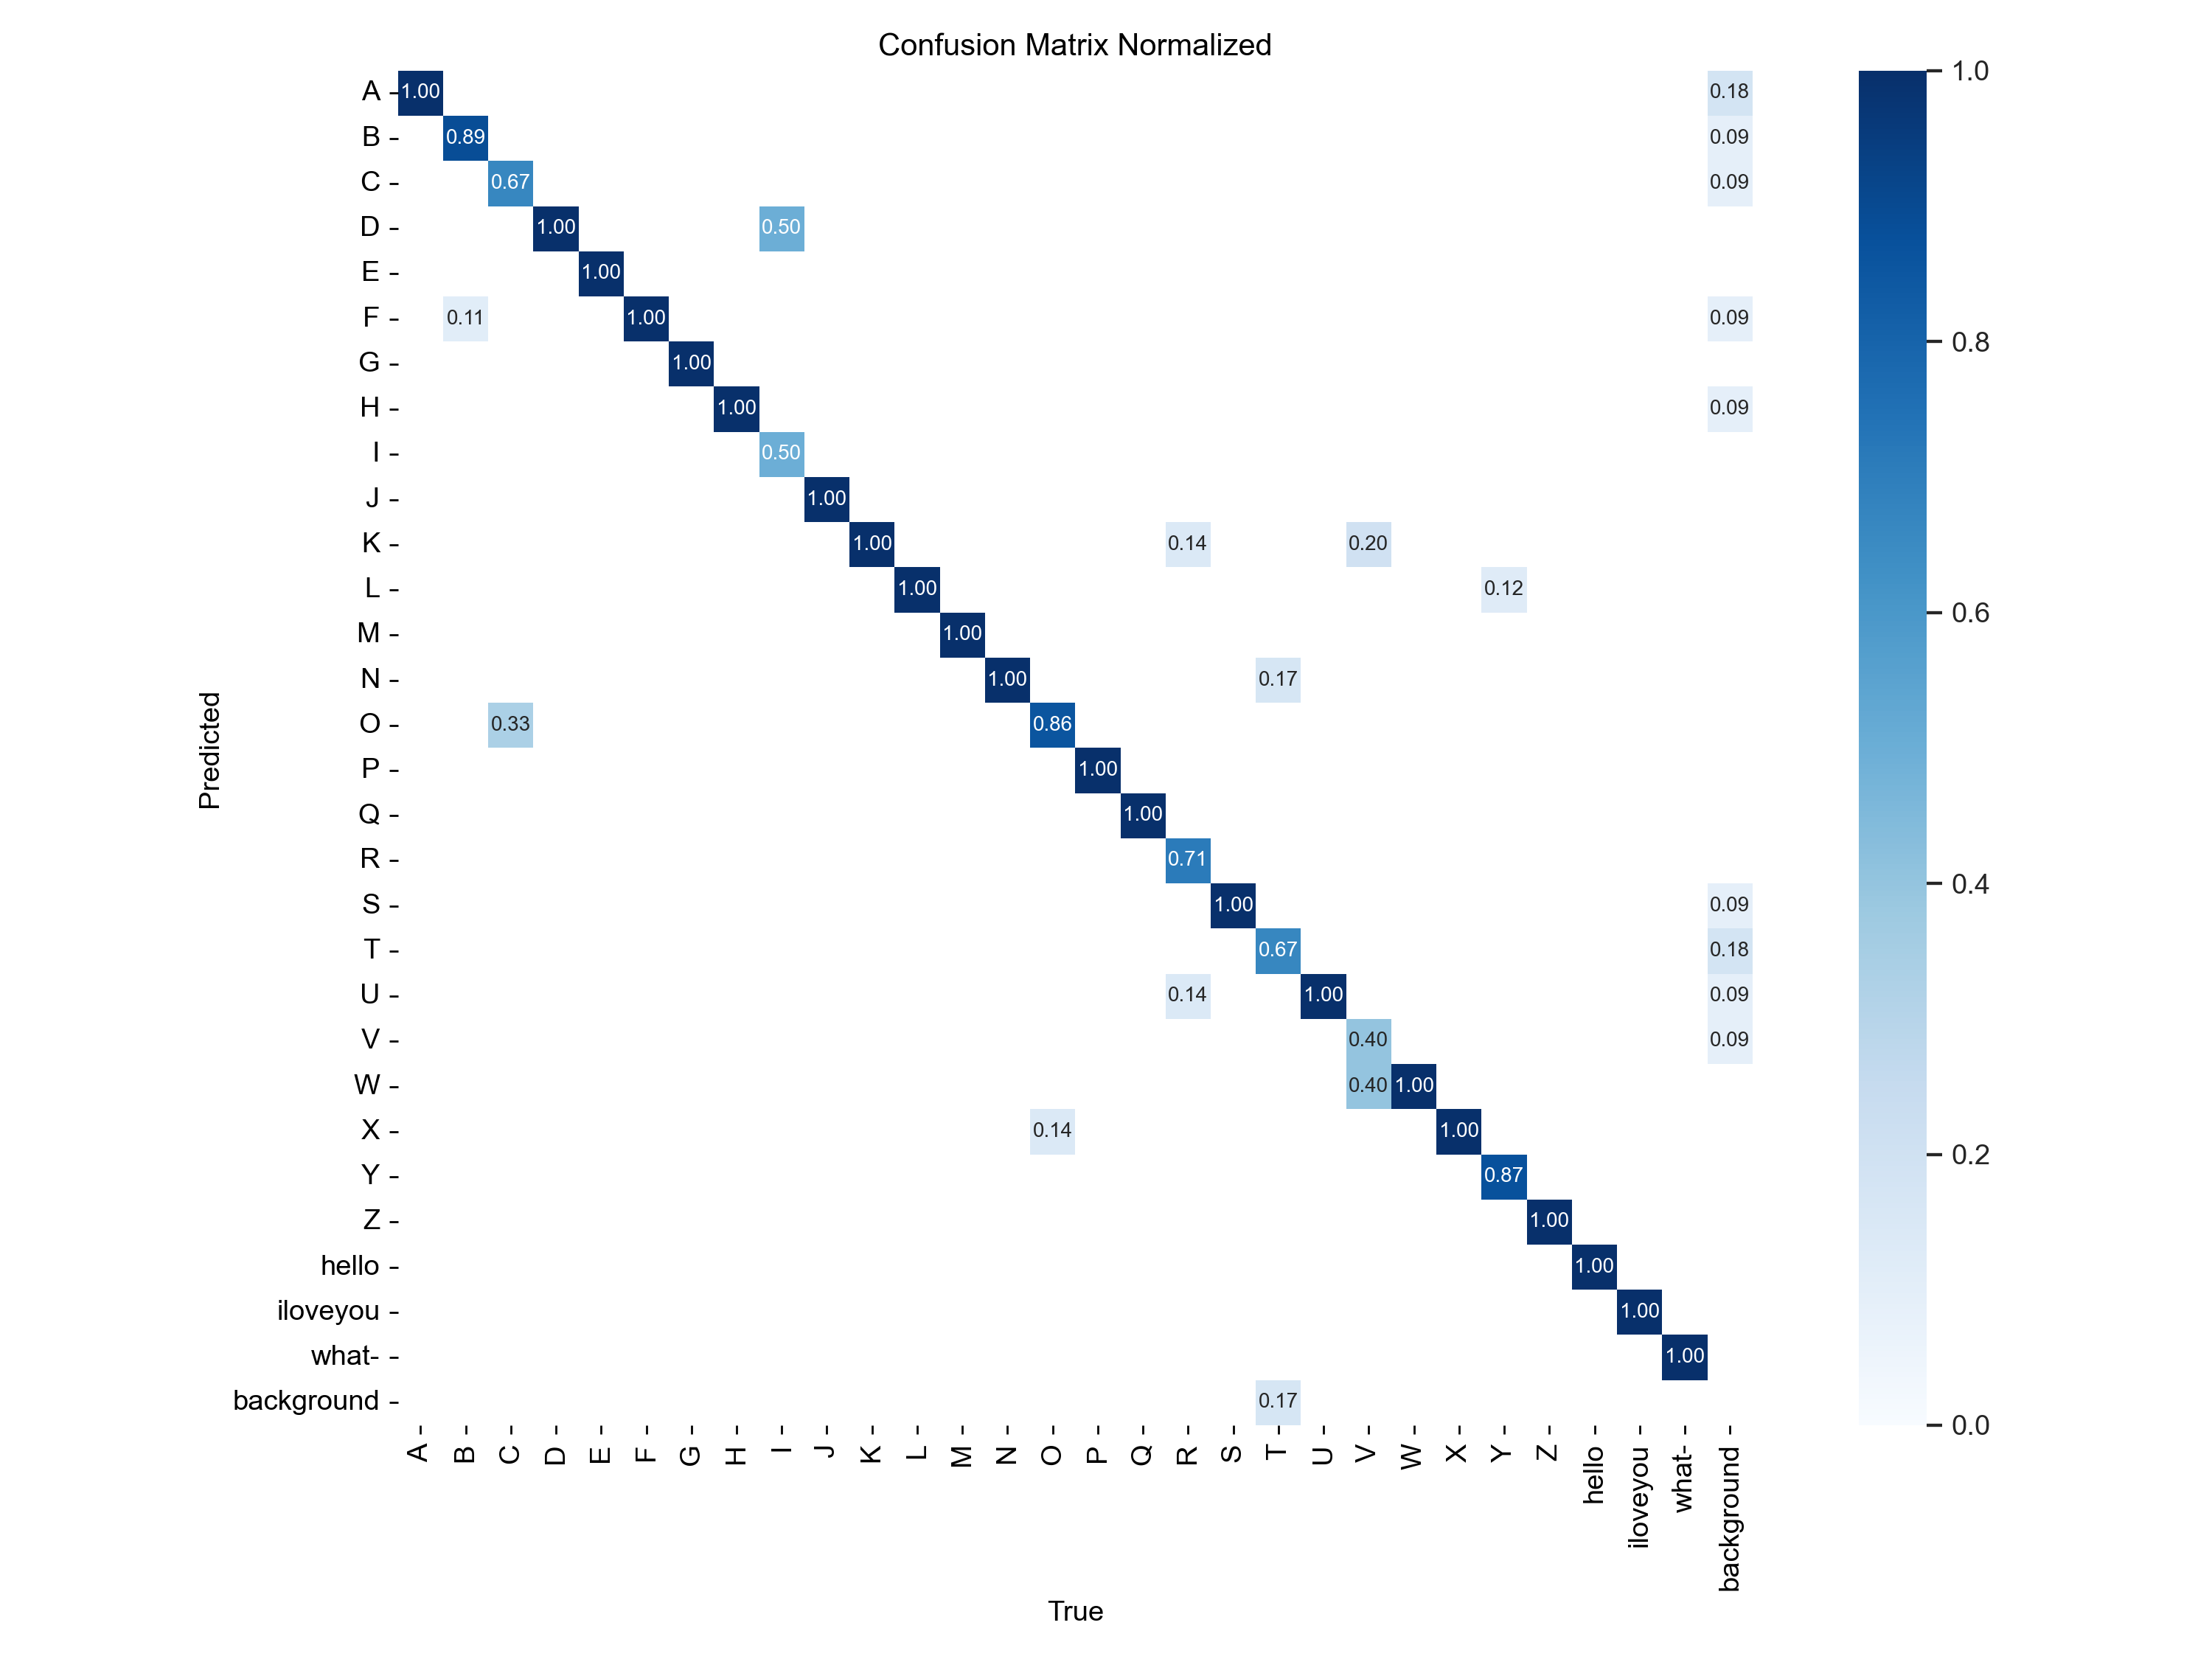 Confusion Matrix Normalized
A 1.00 0.18 1.0
B 0.89 0.09
C 0.67 0.09
D 1.00 0.50
E 1.00
F 0.11 1.00 0.09 0.8
G 1.00
H 1.00 0.09
I 0.50
J 1.00
K 1.00 0.14 0.20
L 1.00 0.12 0.6
M 1.00
N 1.00 0.17
O 0.33 0.86
Predicted
P 1.00
Q 1.00
R 0.71
S 1.00 0.09 0.4
T 0.67 0.18
U 0.14 1.00 0.09
V 0.40 0.09
W 0.40 1.00
X 0.14 1.00
Y 0.87 0.2
Z 1.00
hello 1.00
iloveyou 1.00
what- 1.00
background 0.17 0.0
A B C D E F G H I J K L M N O P Q R S T U V W X Y Z hello iloveyou what- background
True